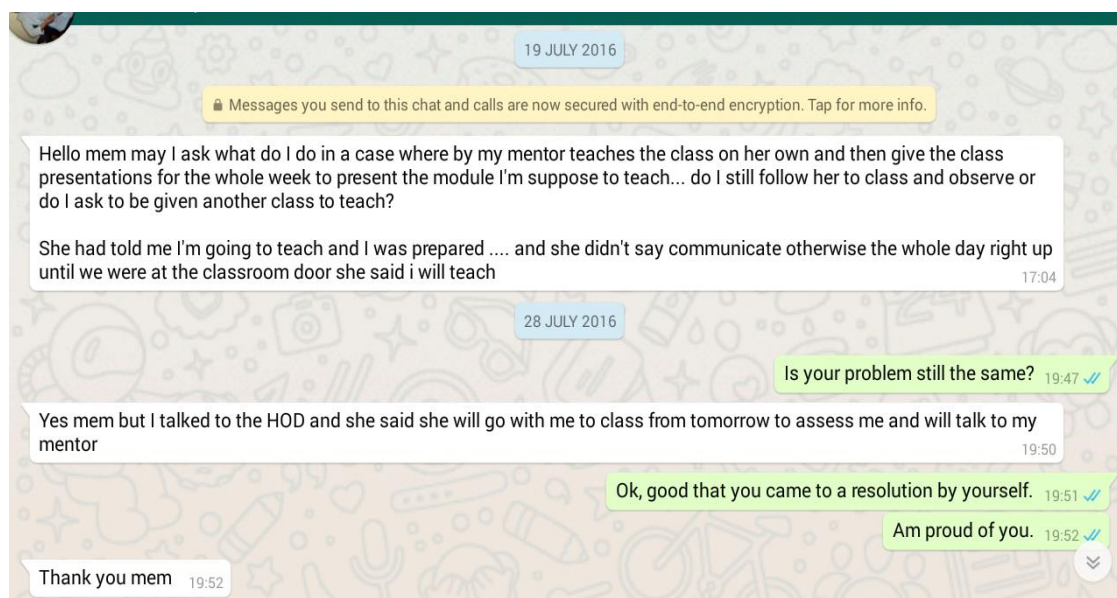 19 JULY 2016
Messages you send to this chat and calls are now secured with end-to-end encryption. Tap for more info.
Hello mem may I ask what do I do in a case where by my mentor teaches the class on her own and then give the class
presentations for the whole week to present the module I'm suppose to teach... do I still follow her to class and observe or
do I ask to be given another class to teach?
She had told me I'm going to teach and I was prepared .... and she didn't say communicate otherwise the whole day right up
until we were at the classroom door she said i will teach
17:04
28 JULY 2016
Is your problem still the same? 19:47
Yes mem but I talked to the HOD and she said she will go with me to class from tomorrow to assess me and will talk to my
mentor
19:50
Ok, good that you came to a resolution by yourself. 19:51
Am proud of you. 19:52
Thank you mem 19:52